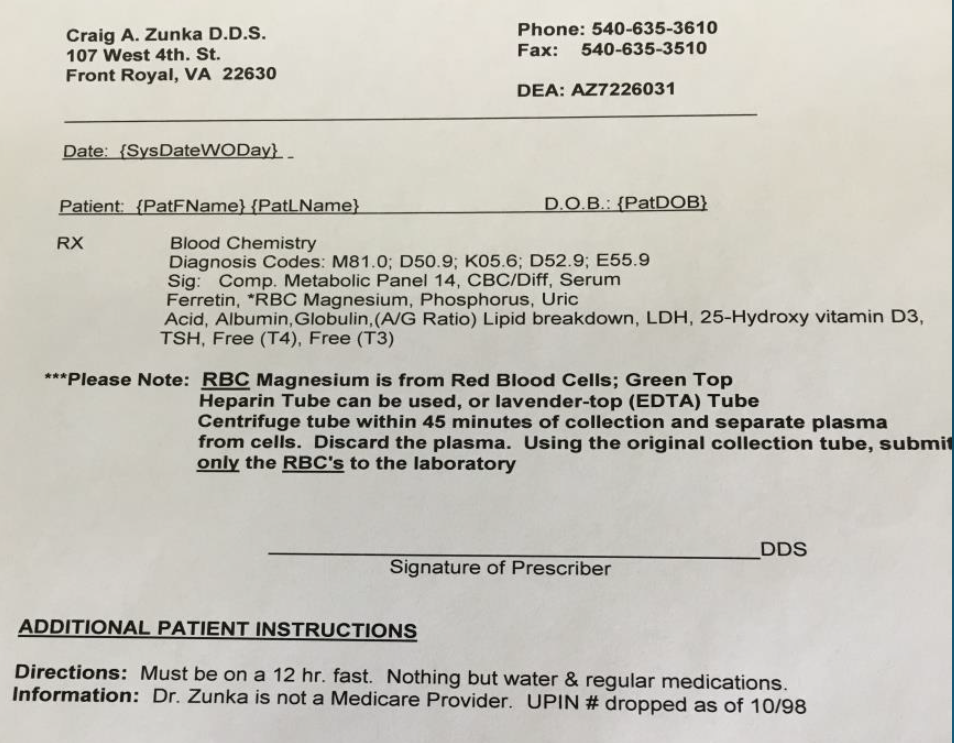 Craig A. Zunka D.D.S.
107 West 4th. St.
Front Royal, VA 22630
Phone: 540-635-3610
Fax: 540-635-3510
DEA: AZ7226031
Date: {SysDateWODay}
Patient: {PatFName} {PatLName} D.O.B.: {PatDOB}
RX Blood Chemistry
Diagnosis Codes: M81.0; D50.9; K05.6; D52.9; E55.9
Sig: Comp. Metabolic Panel 14, CBC/Diff, Serum
Ferretin, *RBC Magnesium, Phosphorus, Uric
Acid, Albumin,Globulin,(A/G Ratio) Lipid breakdown, LDH, 25-Hydroxy vitamin D3,
TSH, Free (T4), Free (T3)
***Please Note: RBC Magnesium is from Red Blood Cells; Green Top
Heparin Tube can be used, or lavender-top (EDTA) Tube
Centrifuge tube within 45 minutes of collection and separate plasma
from cells. Discard the plasma. Using the original collection tube, submit
only the RBC's to the laboratory
DDS
Signature of Prescriber
ADDITIONAL PATIENT INSTRUCTIONS
Directions: Must be on a 12 hr. fast. Nothing but water & regular medications.
Information: Dr. Zunka is not a Medicare Provider. UPIN # dropped as of 10/98